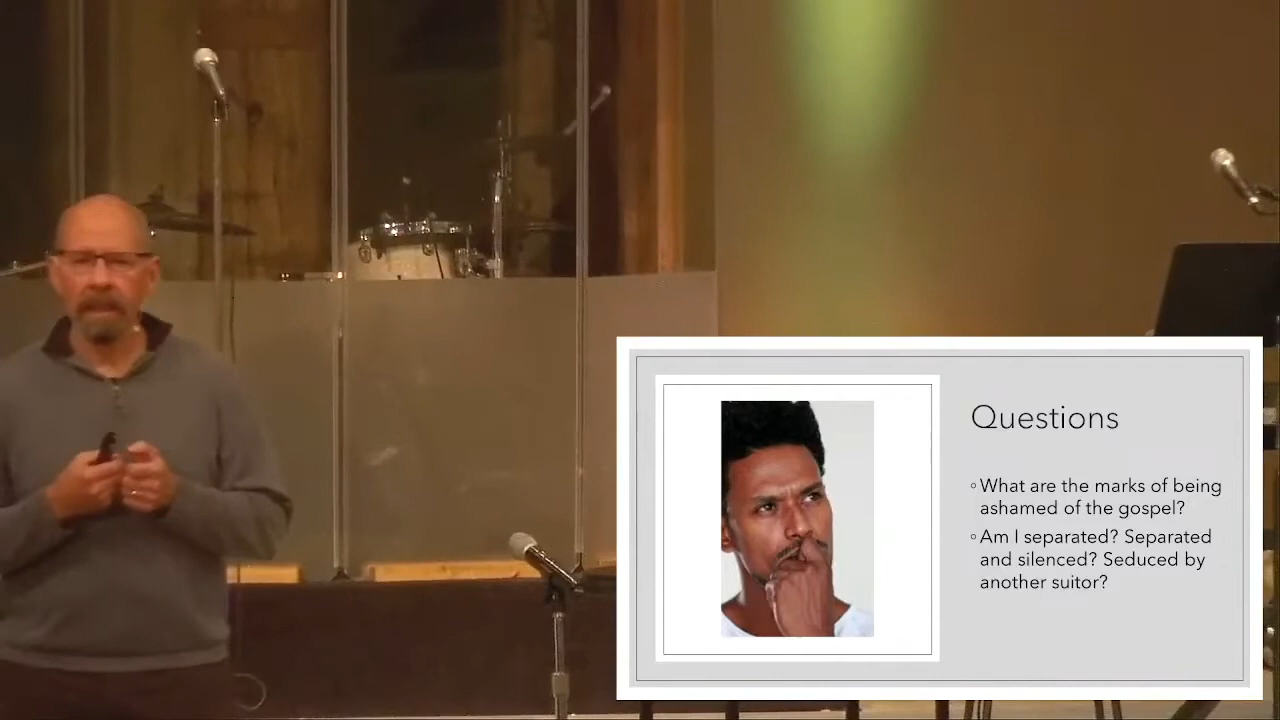 Questions
◦What are the marks of being
ashamed of the gospel?
◦Am I separated? Separated
and silenced? Seduced by
another suitor?